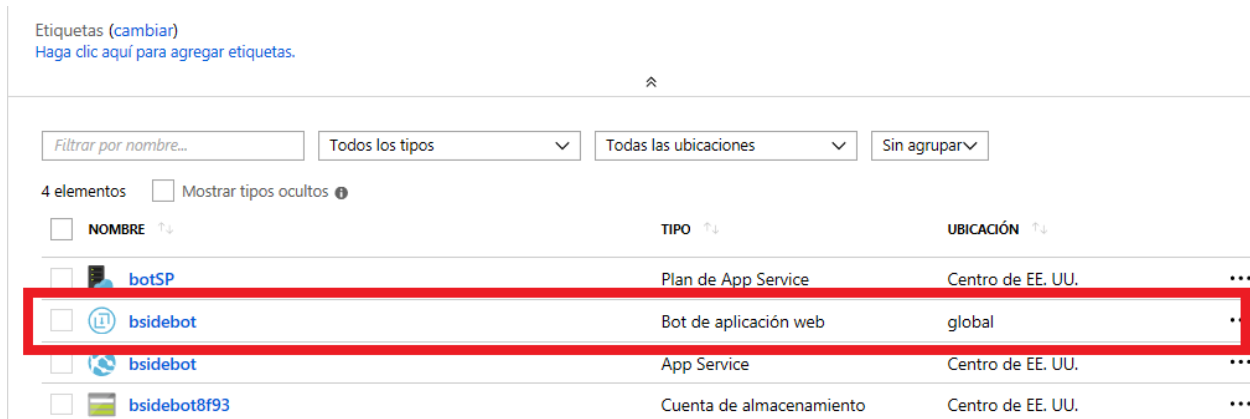 Etiquetas (cambiar)
Haga clic aquí para agregar etiquetas.
Filtrar por nombre... Todos los tipos Todas las ubicaciones Sin agrupar
4 elementos Mostrar tipos ocultos
NOMBRE TIPO UBICACIÓN
botSP Plan de App Service Centro de EE. UU.
bsidebot Bot de aplicación web global
bsidebot App Service Centro de EE. UU.
bsidebot8f93 Cuenta de almacenamiento Centro de EE. UU.